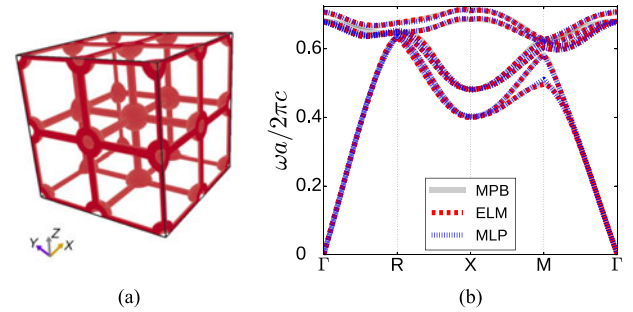 Z
Y X
(a)
ωa/2πc
0.6
0.4
0.2
0
MPB
ELM
MLP
Γ R X M Γ
(b)